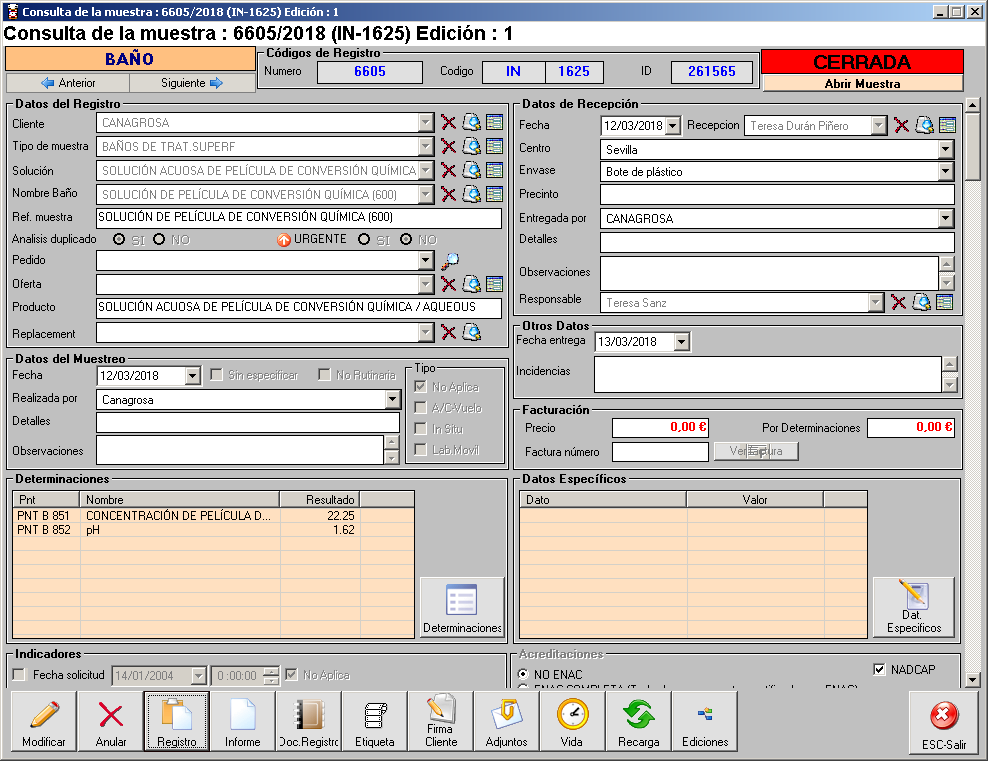 Consulta de la muestra : 6605/2018 (IN-1625) Edición : 1
Consulta de la muestra : 6605/2018 (IN-1625) Edición : 1
BAÑO
Anterior
Siguiente
Códigos de Registro
Numero 6605 Codigo IN 1625 ID 261565
CERRADA
Abrir Muestra
Datos del Registro
Cliente CANAGROSA
Tipo de muestra BAÑOS DE TRAT.SUPERF
Solución SOLUCIÓN ACUOSA DE PELÍCULA DE CONVERSIÓN QUÍMICA
Nombre Baño SOLUCIÓN DE PELÍCULA DE CONVERSIÓN QUÍMICA (600)
Ref. muestra SOLUCIÓN DE PELÍCULA DE CONVERSIÓN QUÍMICA (600)
Analisis duplicado SI NO URGENTE SI NO
Pedido
Oferta
Producto SOLUCIÓN ACUOSA DE PELÍCULA DE CONVERSIÓN QUÍMICA / AQUEOUS
Replacement
Datos de Recepción
Fecha 12/03/2018 Recepcion Teresa Durán Piñero
Centro Sevilla
Envase Bote de plástico
Precinto
Entregada por CANAGROSA
Detalles
Observaciones
Responsable Teresa Sanz
Datos del Muestreo
Fecha 12/03/2018 Sin especificar No Rutinaria
Realizada por Canagrosa
Detalles
Observaciones
Tipo
No Aplica
A/C-Vuelo
In Situ
Lab.Movil
Otros Datos
Fecha entrega 13/03/2018
Incidencias
Facturación
Precio 0,00 € Por Determinaciones 0,00 €
Factura número Ver factura
Determinaciones
Pnt Nombre Resultado
PNT B 851 CONCENTRACIÓN DE PELÍCULA D... 22.25
PNT B 852 pH 1.62
Determinaciones
Datos Específicos
Dato Valor
Dat.
Especificos
Indicadores
Fecha solicitud 14/01/2004 0:00:00 No Aplica
Acreditaciones
NO ENAC
NADCAP
Modificar
Anular
Registro
Informe
Doc.Registro
Etiqueta
Firma
Cliente
Adjuntos
Vida
Recarga
Ediciones
ESC-Salir